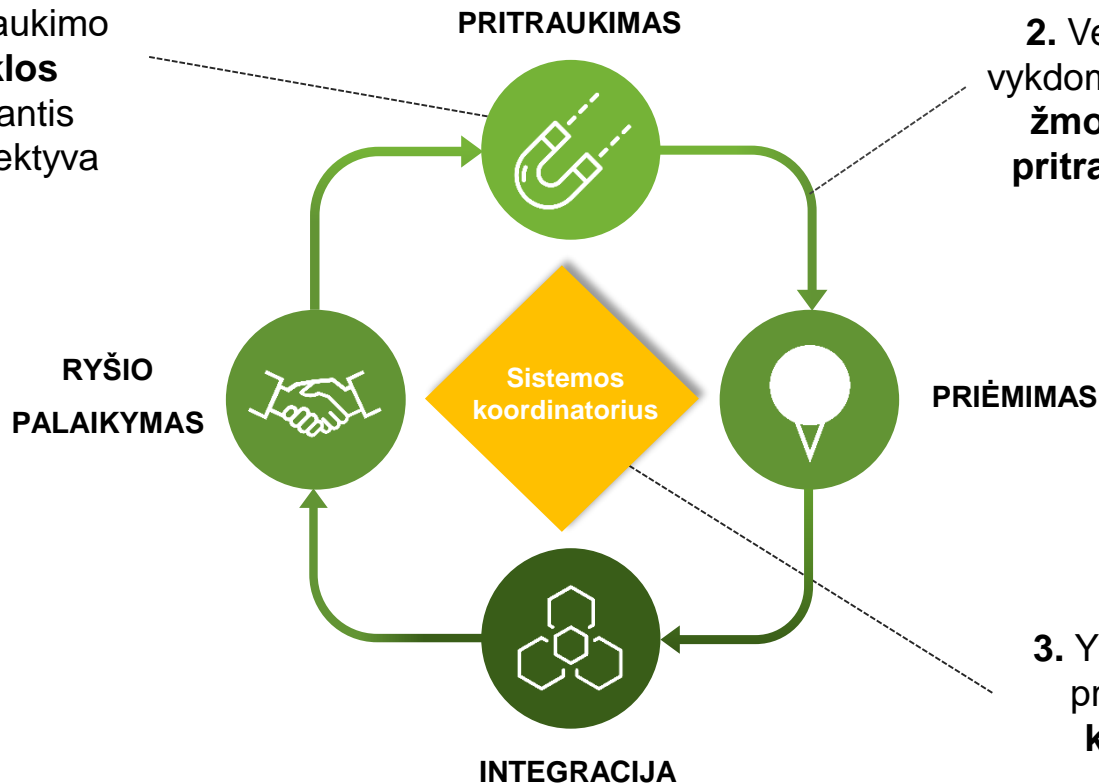 PRITRAUKIMAS
aukimo
klos
antis
ektyva
2. Ve
vykdom
žmo
pritra
RYŠIO
PALAIKYMAS
Sistemos
koordinatorius
PRIĖMIMAS
3. Y
pr
k
INTEGRACIJA